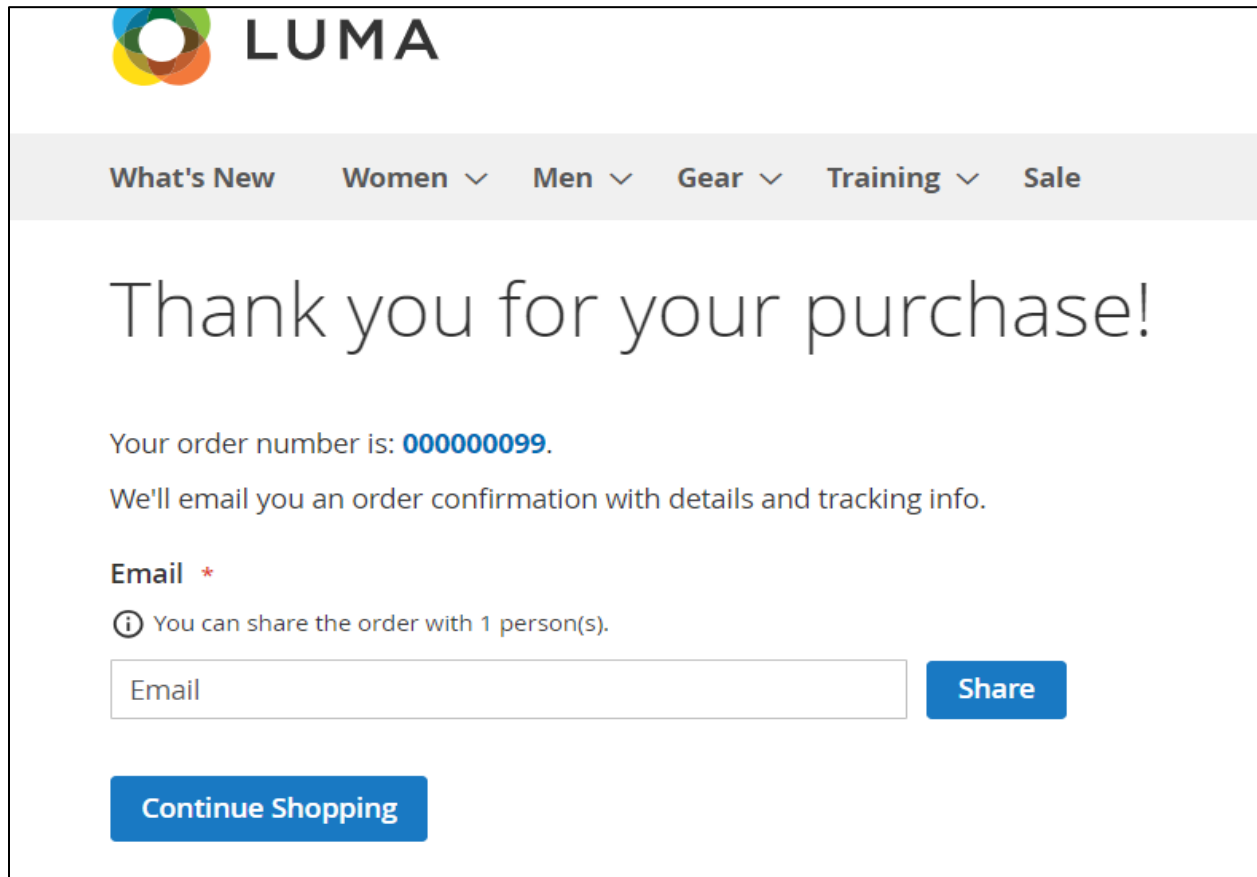 LUMA
What's New Women Men Gear Training Sale
Thank you for your purchase!
Your order number is: 000000099.
We'll email you an order confirmation with details and tracking info.
Email *
You can share the order with 1 person(s).
Email Share
Continue Shopping